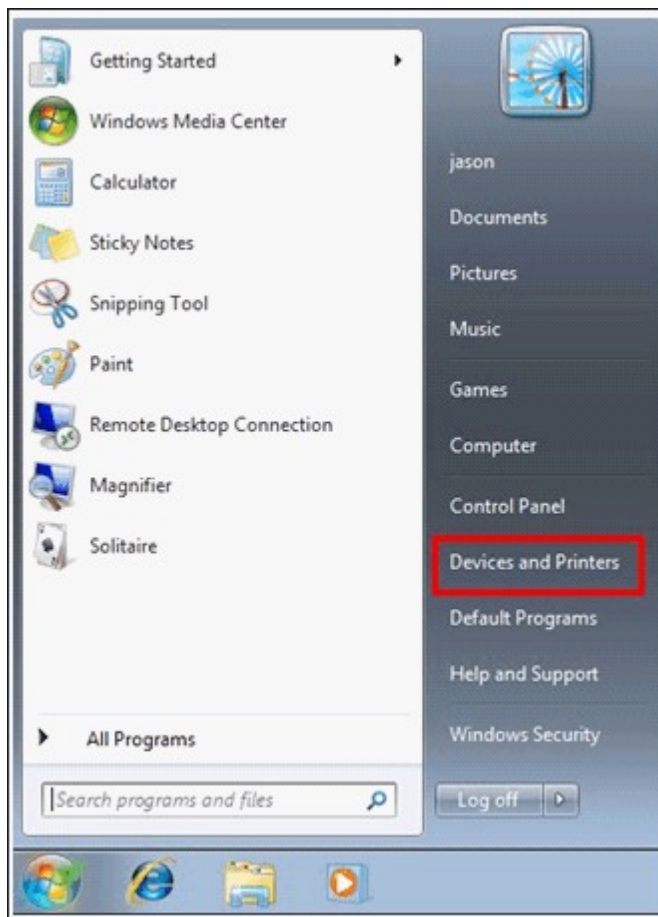 Getting Started
Windows Media Center
Calculator
Sticky Notes
Snipping Tool
Paint
Remote Desktop Connection
Magnifier
Solitaire
All Programs
Search programs and files
jason
Documents
Pictures
Music
Games
Computer
Control Panel
Devices and Printers
Default Programs
Help and Support
Windows Security
Log off